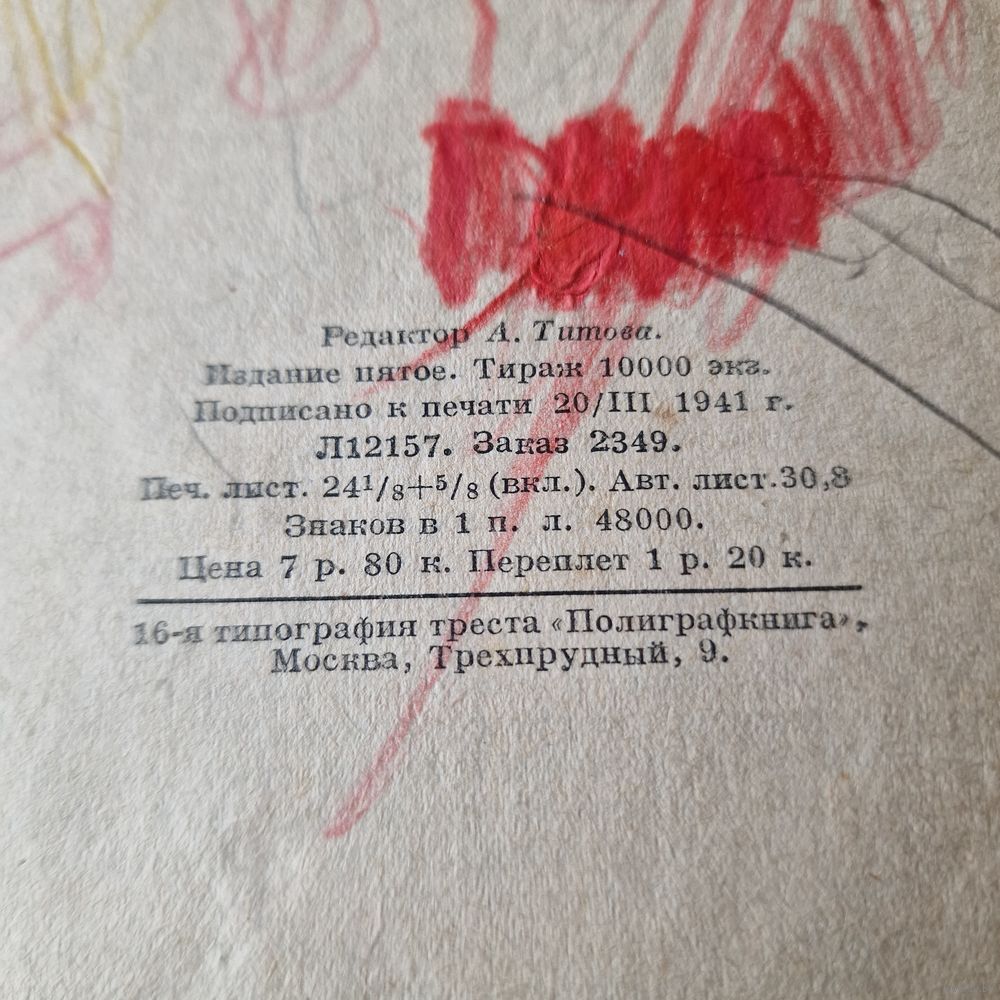 Редактор А. Титова.
Издание пятое. Тираж 10000 экз.
Подписано к печати 20/III 1941 г.
Л12157. Заказ 2349.
Печ. лист. 24¹/₈+⁵/₈ (вкл.). Авт. лист.30,8
Знаков в 1 п. л. 48000.
Цена 7 р. 80 к. Переплет 1 р. 20 к.
16-я типография треста «Полиграфкнига»,
Москва, Трехпрудный, 9.